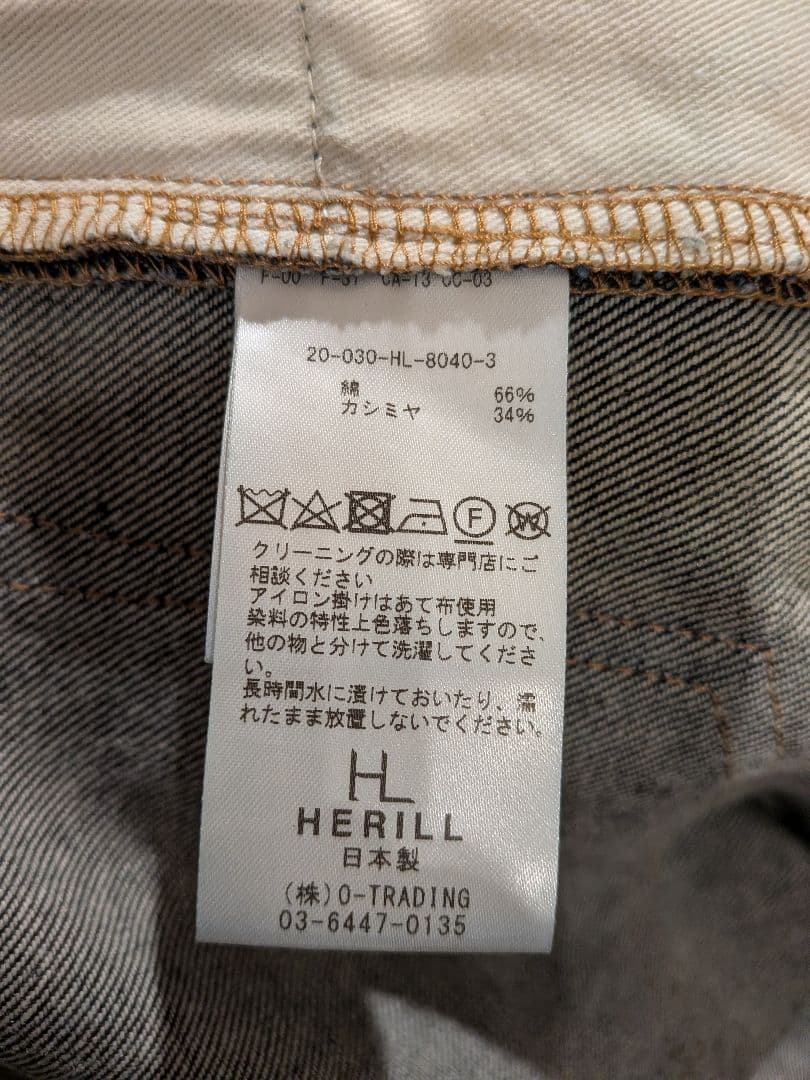 20-030-HL-8040-3
綿 66%
カシミヤ 34%
F W
クリーニングの際は専門店にご
相談ください
アイロン掛けはあて布使用
染料の特性上色落ちしますので、
他の物と分けて洗濯してくださ
い。
長時間水に漬けておいたり、濡
れたまま放置しないでください。
HL
HERILL
日本製
(株)O-TRADING
03-6447-0135